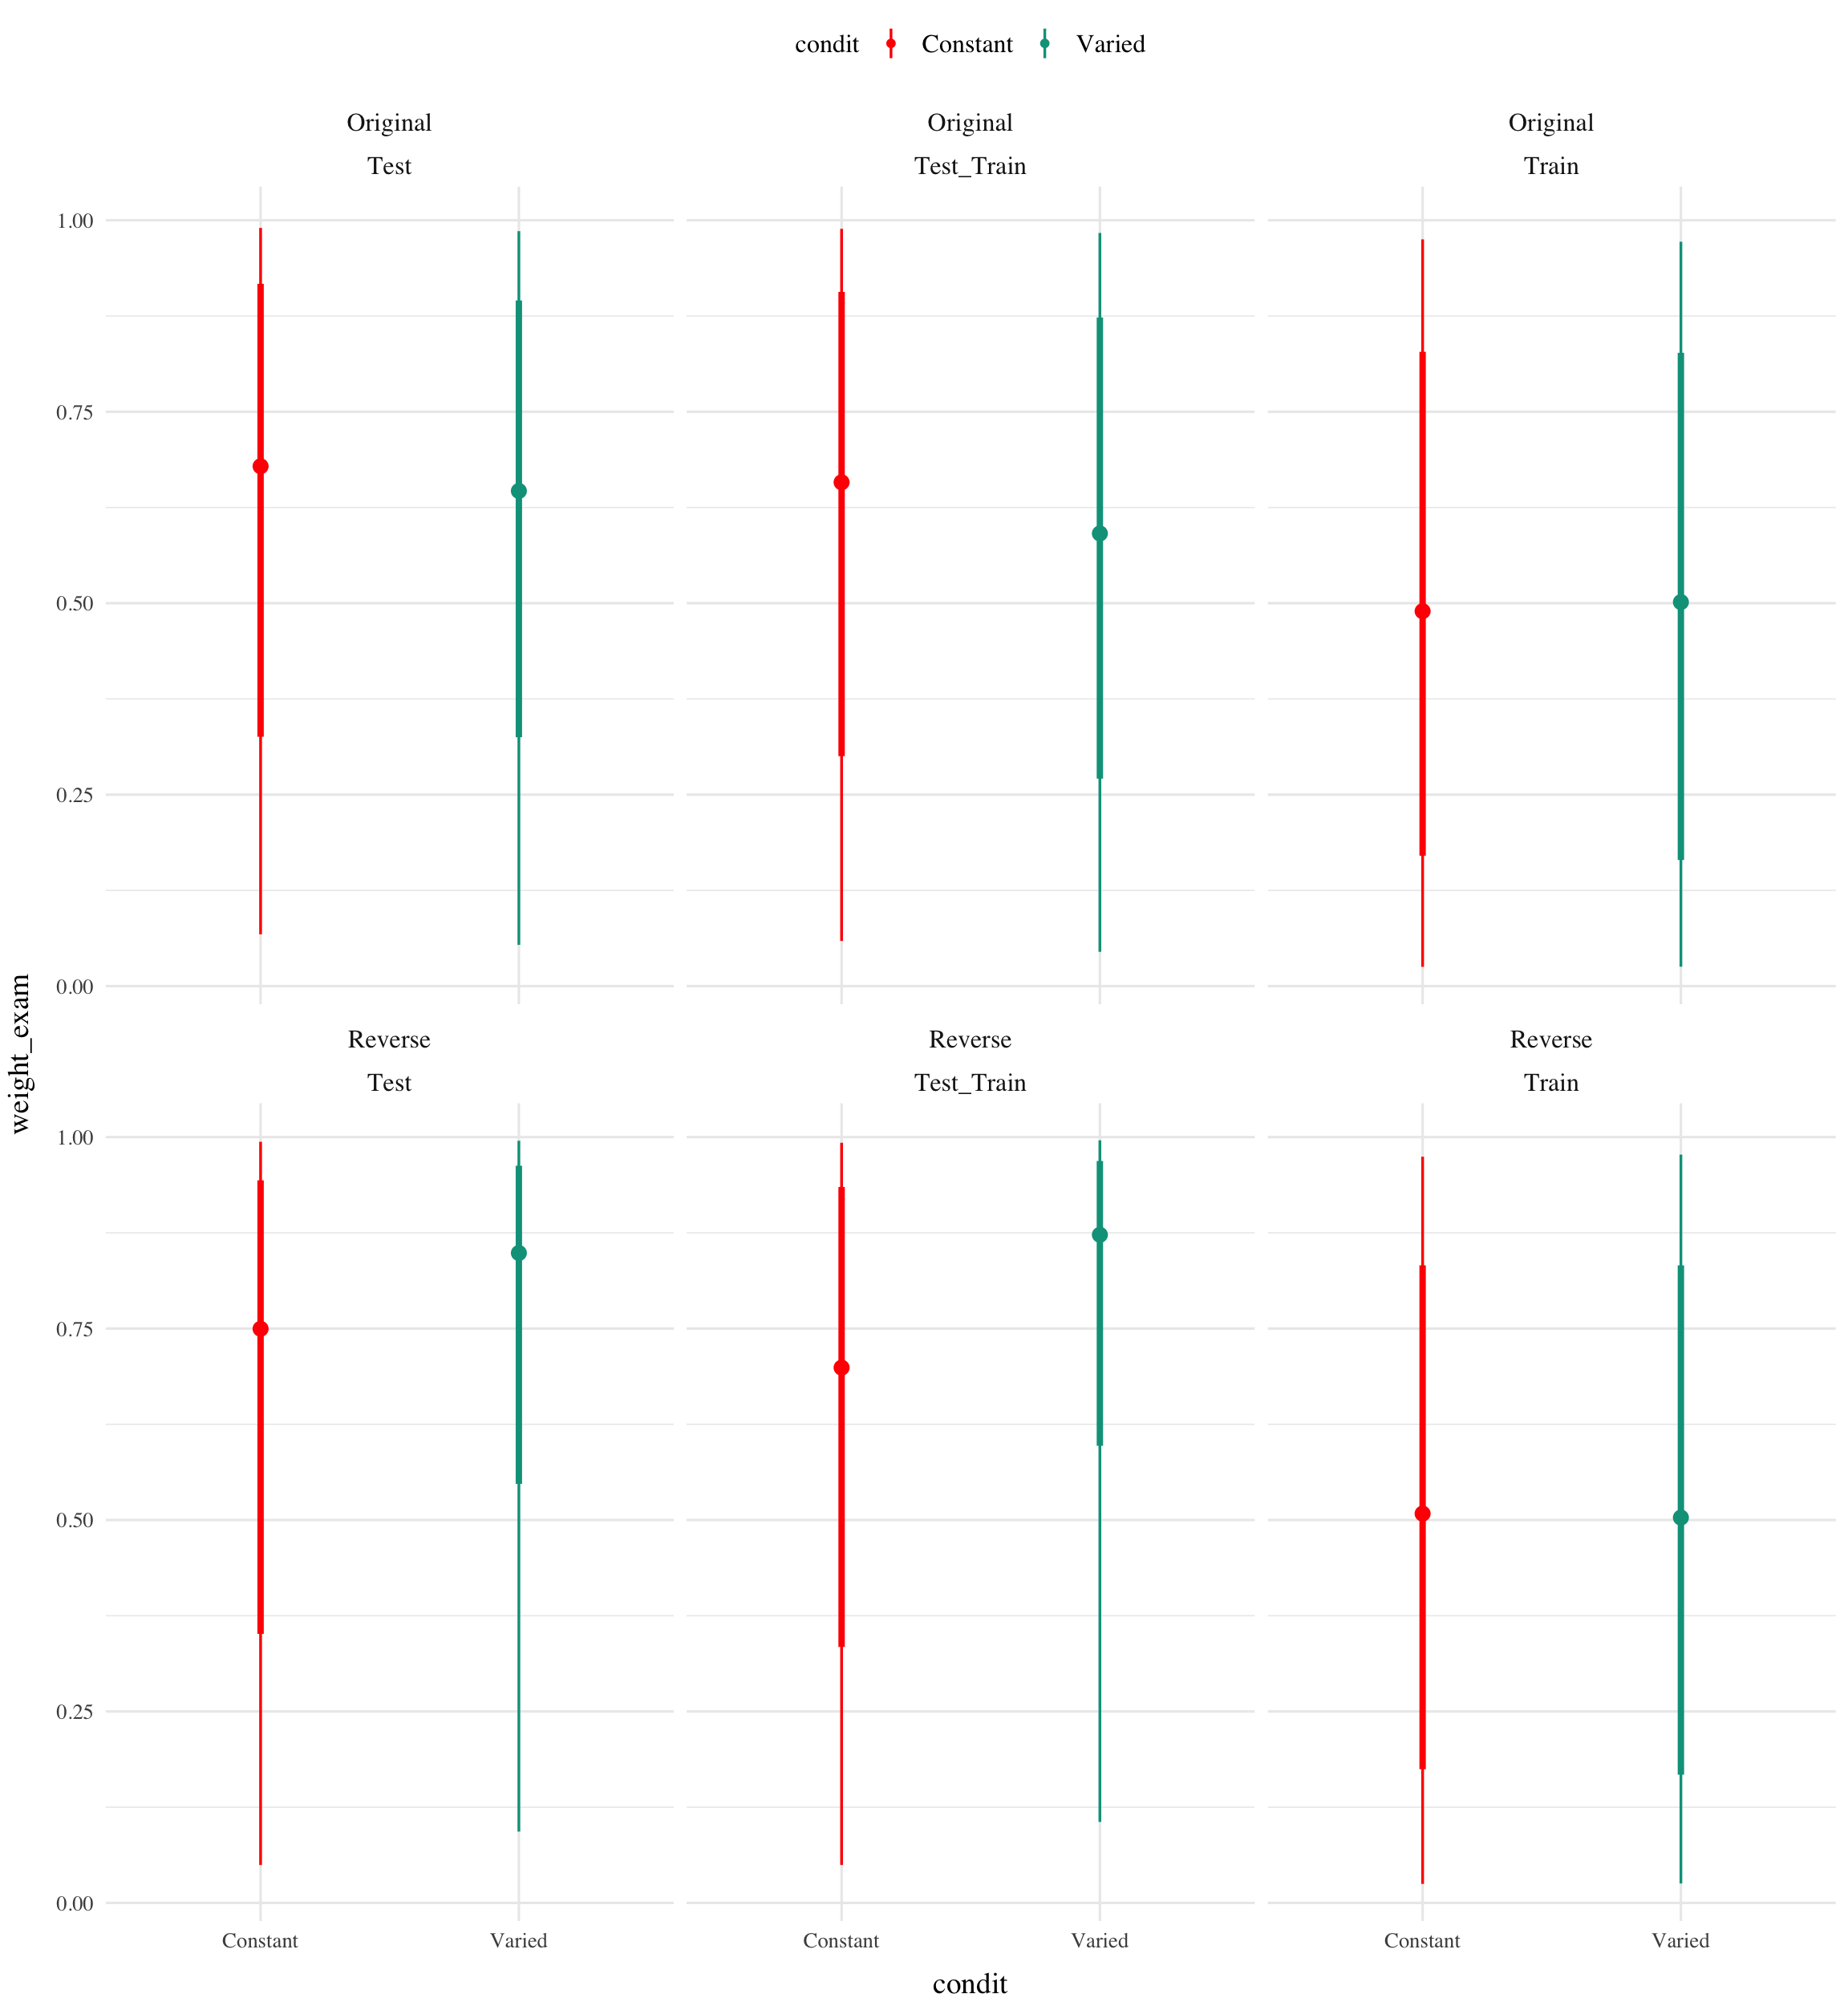 condit Constant Varied
Original Original Original
Test Test_Train Train
1.00
0.75
0.50
0.25
0.00
weight_exam
Reverse Reverse Reverse
Test Test_Train Train
1.00
0.75
0.50
0.25
0.00
Constant Varied Constant Varied Constant Varied
condit